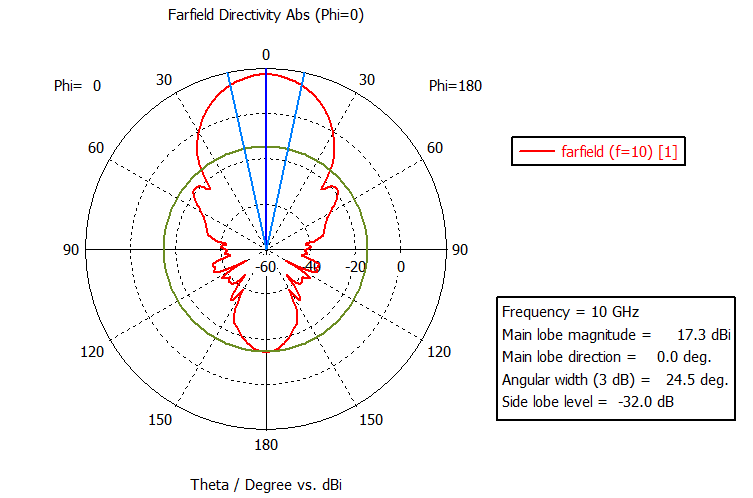 Farfield Directivity Abs (Phi=0)
0
Phi= 0
30
30
Phi=180
60
60
farfield (f=10) [1]
90
-60
-40
-20
0
90
120
120
150
150
180
Theta / Degree vs. dBi
Frequency = 10 GHz
Main lobe magnitude = 17.3 dBi
Main lobe direction = 0.0 deg.
Angular width (3 dB) = 24.5 deg.
Side lobe level = -32.0 dB